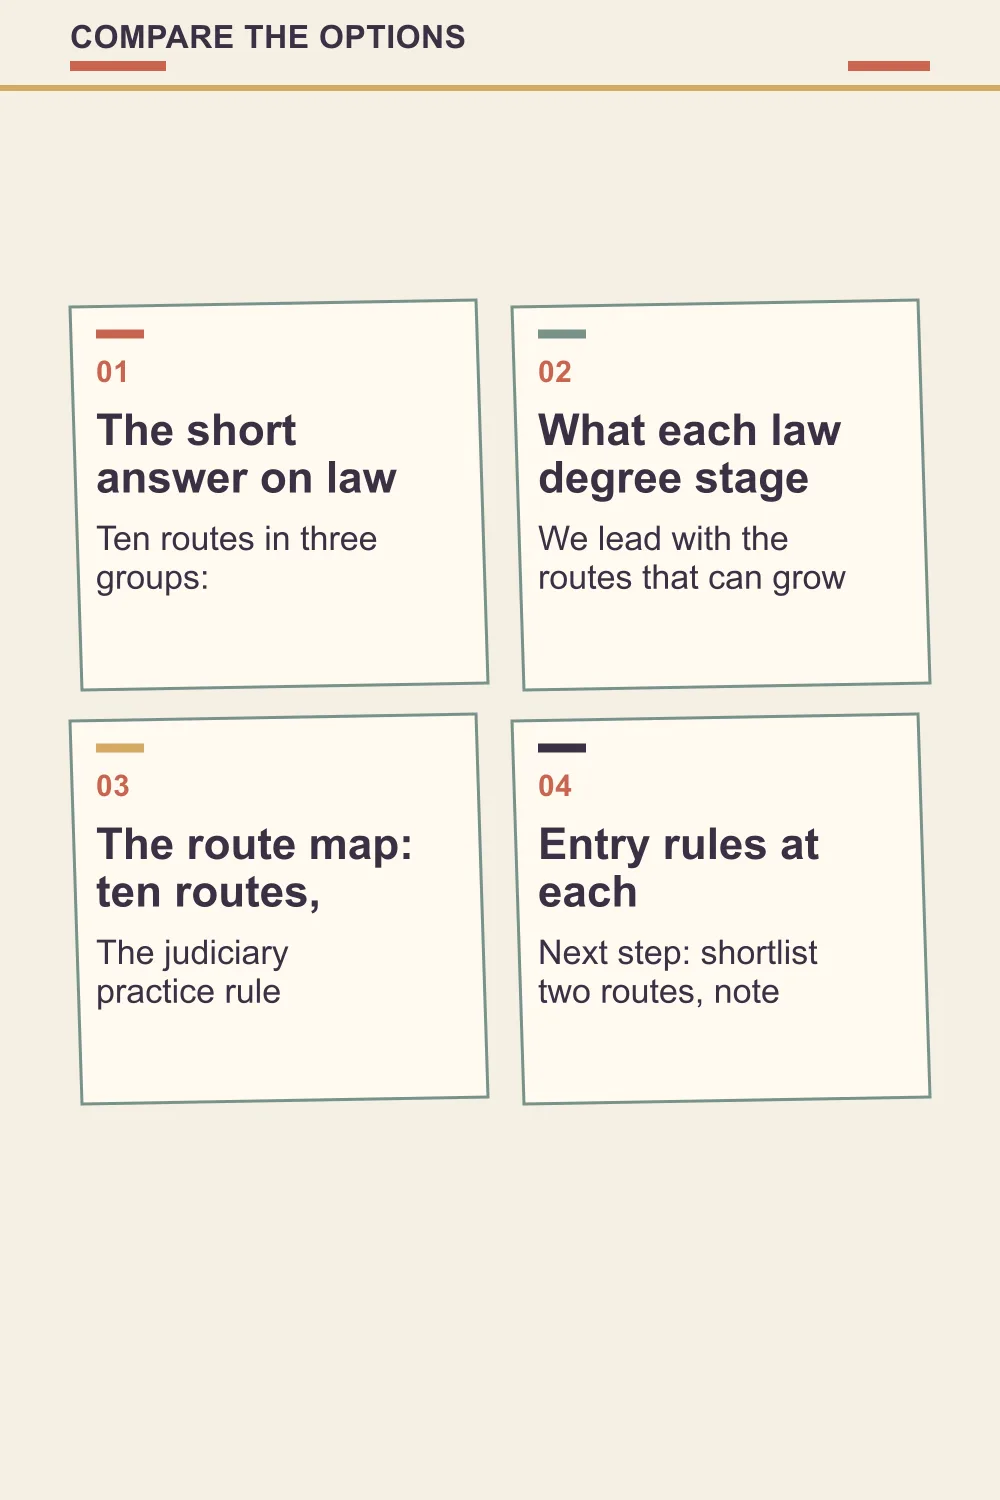 COMPARE THE OPTIONS
01
The short
answer on law
Ten routes in three
groups:
02
What each law
degree stage
We lead with the
routes that can grow
03
The route map:
ten routes,
The judiciary
practice rule
04
Entry rules at
each
Next step: shortlist
two routes, note